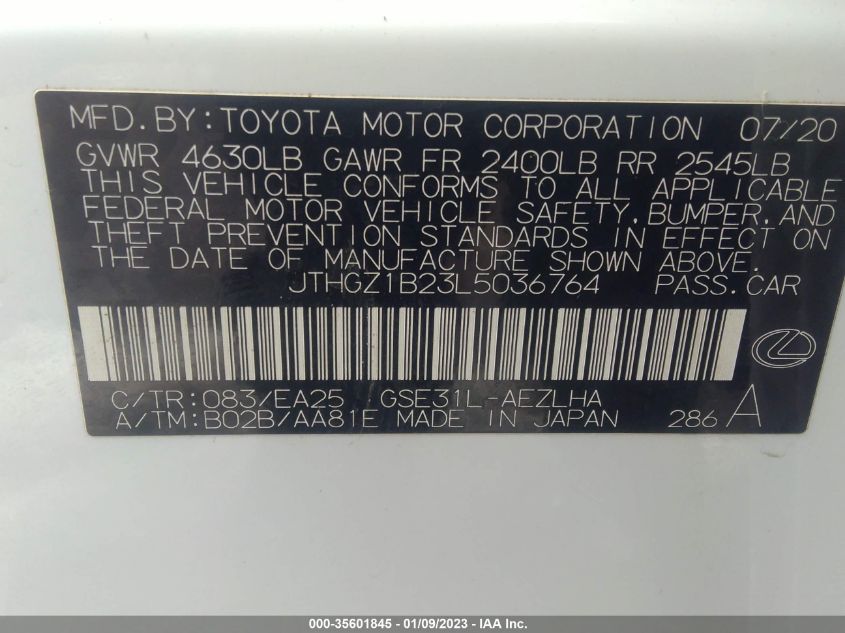 MFD.BY:TOYOTA MOTOR CORPORATION 07/20
GVWR 4630LB GAWR FR 2400LB RR 2545LB
THIS VEHICLE CONFORMS TO ALL APPLICABLE
FEDERAL MOTOR VEHICLE SAFETY,BUMPER,AND
THEFT PREVENTION STANDARDS IN EFFECT ON
THE DATE OF MANUFACTURE SHOWN ABOVE.
JTHGZ1B23L5036764 PASS.CAR
C/TR:083/EA25 GSE31L-AEZLHA
A/TM:B02B/AA81E MADE IN JAPAN 286 A
000-35601845 - 01/09/2023 - IAA Inc.